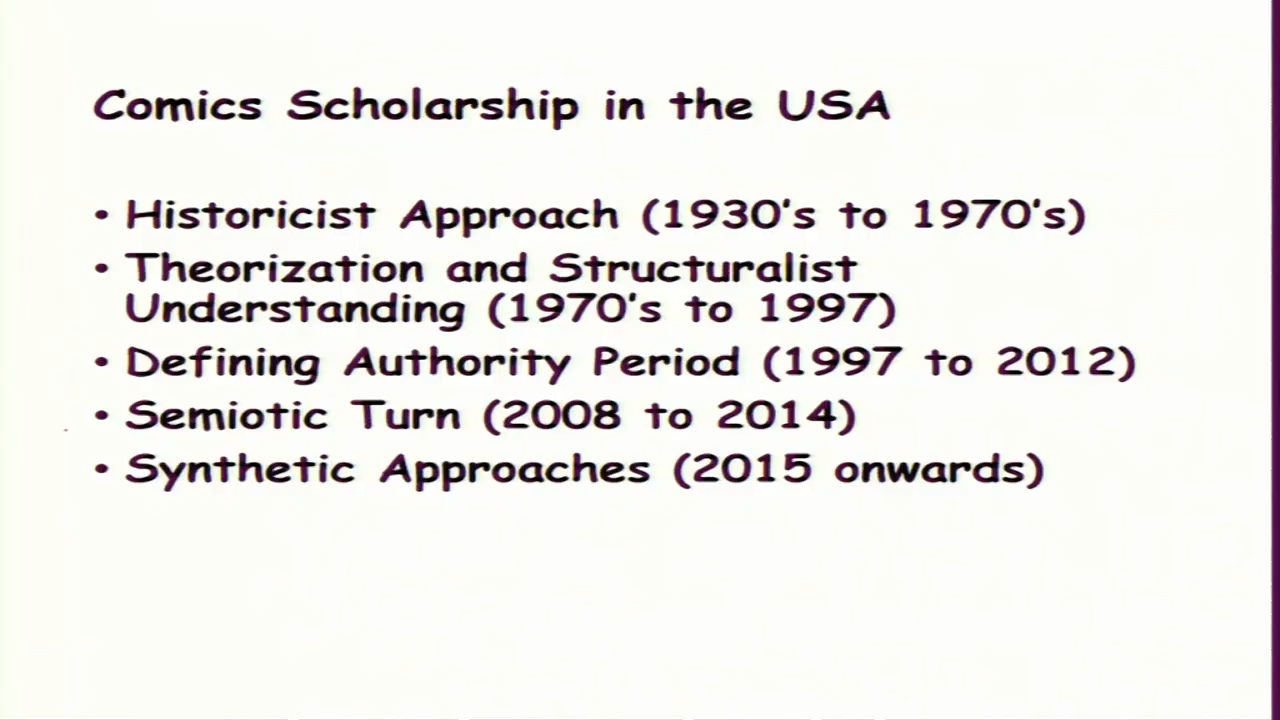 Comics Scholarship in the USA
• Historicist Approach (1930's to 1970's)
• Theorization and Structuralist
Understanding (1970's to 1997)
• Defining Authority Period (1997 to 2012)
• Semiotic Turn (2008 to 2014)
• Synthetic Approaches (2015 onwards)